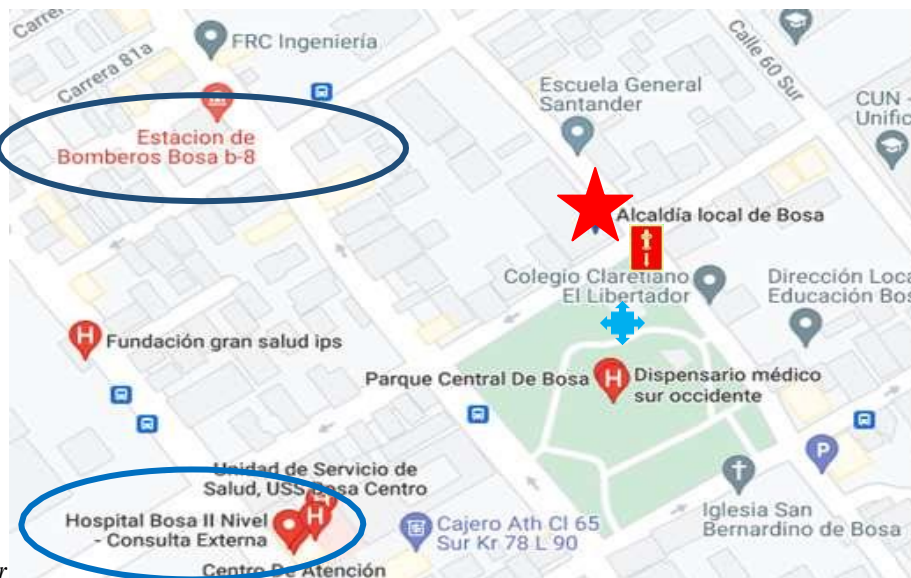 Carrera
FRC Ingeniería
Carrera 81a
Calle 60 Sur
Escuela General
Santander
CUN -
Unific
Estacion de
Bomberos Bosa b-8
Alcaldía local de Bosa
Colegio Claretiano
El Libertador
Dirección Loca
Educación Bos
H
Fundación gran salud ips
Parque Central De Bosa
H
Dispensario médico
sur occidente
P
Unidad de Servicio de
Salud, USS Bosa Centro
H
Hospital Bosa II Nivel
- Consulta Externa
Cajero Ath Cl 65
Sur Kr 78 L 90
Iglesia San
Bernardino de Bosa
Centro De Atención
r